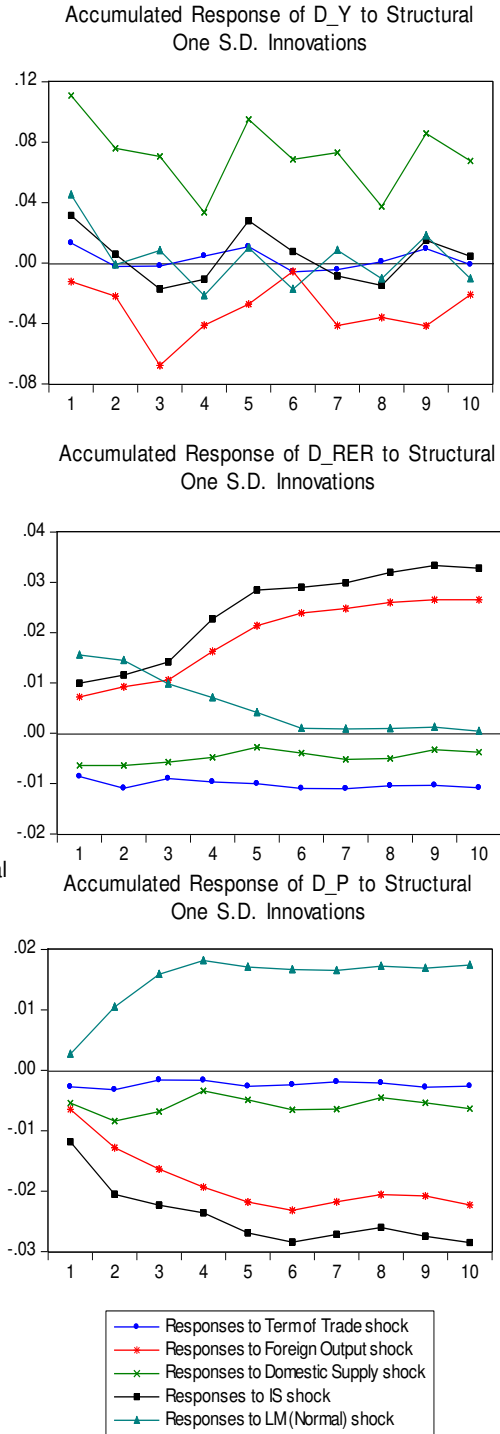 Accumulated Response of D_Y to Structural
One S.D. Innovations
.12
.08
.04
.00
-.04
-.08
1 2 3 4 5 6 7 8 9 10
Accumulated Response of D_RER to Structural
One S.D. Innovations
.04
.03
.02
.01
.00
-.01
-.02
1 2 3 4 5 6 7 8 9 10
al
Accumulated Response of D_P to Structural
One S.D. Innovations
.02
.01
.00
-.01
-.02
-.03
1 2 3 4 5 6 7 8 9 10
Responses to Term of Trade shock
Responses to Foreign Output shock
Responses to Domestic Supply shock
Responses to IS shock
Responses to LM (Normal) shock